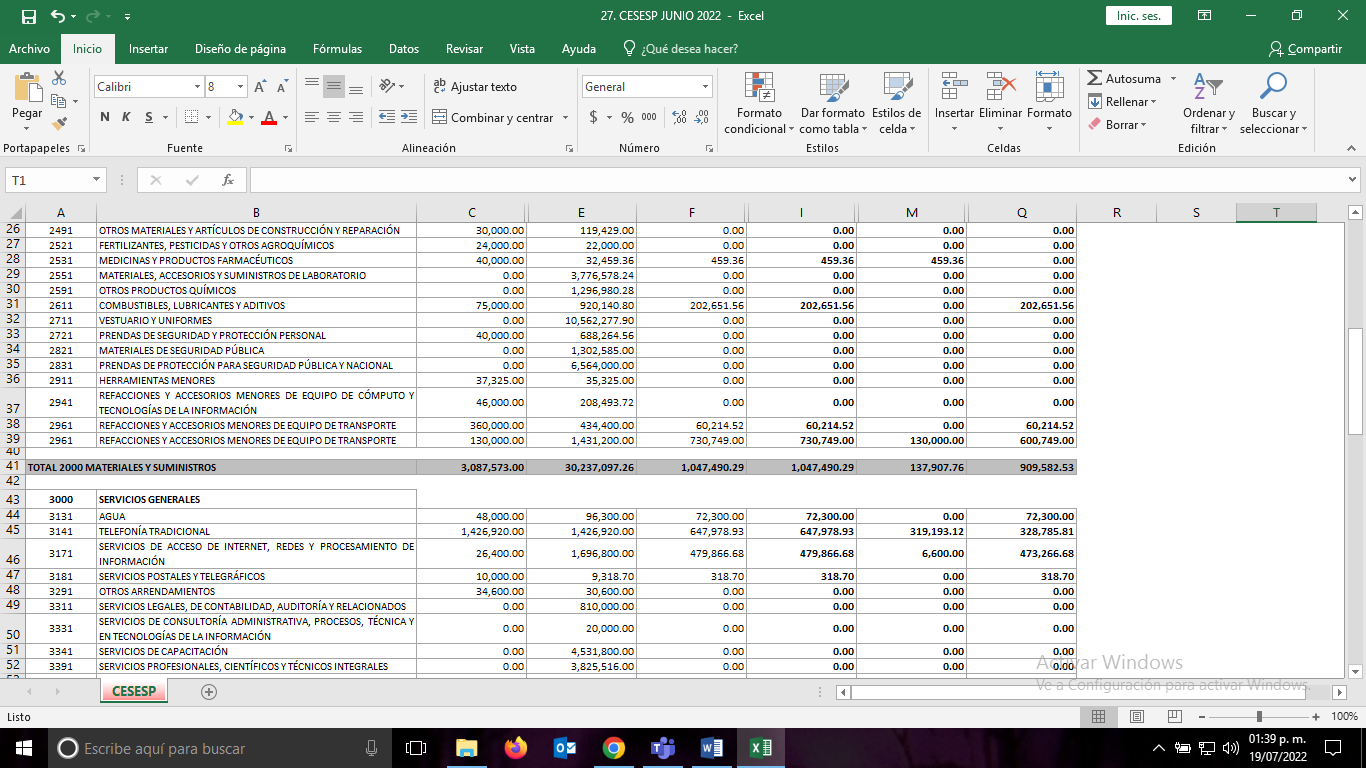 27. CESESP JUNIO 2022 - Excel
Inic. ses.
Archivo Inicio Insertar Diseño de página Fórmulas Datos Revisar Vista Ayuda ¿Qué desea hacer? Compartir
Pegar
Calibri 8
N K S
Ajustar texto
Combinar y centrar
General
$ % 000
Formato condicional
Dar formato como tabla
Estilos de celda
Insertar Eliminar Formato
Autosuma
Rellenar
Borrar
Ordenar y filtrar
Buscar y seleccionar
Portapapeles Fuente Alineación Número Estilos Celdas Edición
T1 fx
A B C E F I M Q R S T
26 2491 OTROS MATERIALES Y ARTÍCULOS DE CONSTRUCCIÓN Y REPARACIÓN 30,000.00 119,429.00 0.00 0.00 0.00 0.00
27 2521 FERTILIZANTES, PESTICIDAS Y OTROS AGROQUÍMICOS 24,000.00 22,000.00 0.00 0.00 0.00 0.00
28 2531 MEDICINAS Y PRODUCTOS FARMACÉUTICOS 40,000.00 32,459.36 459.36 459.36 459.36 0.00
29 2551 MATERIALES, ACCESORIOS Y SUMINISTROS DE LABORATORIO 0.00 3,776,578.24 0.00 0.00 0.00 0.00
30 2591 OTROS PRODUCTOS QUÍMICOS 0.00 1,296,980.28 0.00 0.00 0.00 0.00
31 2611 COMBUSTIBLES, LUBRICANTES Y ADITIVOS 75,000.00 920,140.80 202,651.56 202,651.56 0.00 202,651.56
32 2711 VESTUARIO Y UNIFORMES 0.00 10,562,277.90 0.00 0.00 0.00 0.00
33 2721 PRENDAS DE SEGURIDAD Y PROTECCIÓN PERSONAL 40,000.00 688,264.56 0.00 0.00 0.00 0.00
34 2821 MATERIALES DE SEGURIDAD PÚBLICA 0.00 1,302,585.00 0.00 0.00 0.00 0.00
35 2831 PRENDAS DE PROTECCIÓN PARA SEGURIDAD PÚBLICA Y NACIONAL 0.00 6,564,000.00 0.00 0.00 0.00 0.00
36 2911 HERRAMIENTAS MENORES 37,325.00 35,325.00 0.00 0.00 0.00 0.00
37 2941 REFACCIONES Y ACCESORIOS MENORES DE EQUIPO DE CÓMPUTO Y
TECNOLOGÍAS DE LA INFORMACIÓN 46,000.00 208,493.72 0.00 0.00 0.00 0.00
38 2961 REFACCIONES Y ACCESORIOS MENORES DE EQUIPO DE TRANSPORTE 360,000.00 434,400.00 60,214.52 60,214.52 0.00 60,214.52
39 2961 REFACCIONES Y ACCESORIOS MENORES DE EQUIPO DE TRANSPORTE 130,000.00 1,431,200.00 730,749.00 730,749.00 130,000.00 600,749.00
40
41 TOTAL 2000 MATERIALES Y SUMINISTROS 3,087,573.00 30,237,097.26 1,047,490.29 1,047,490.29 137,907.76 909,582.53
42
43 3000 SERVICIOS GENERALES
44 3131 AGUA 48,000.00 96,300.00 72,300.00 72,300.00 0.00 72,300.00
45 3141 TELEFONÍA TRADICIONAL 1,426,920.00 1,426,920.00 647,978.93 647,978.93 319,193.12 328,785.81
46 3171 SERVICIOS DE ACCESO DE INTERNET, REDES Y PROCESAMIENTO DE
INFORMACIÓN 26,400.00 1,696,800.00 479,866.68 479,866.68 6,600.00 473,266.68
47 3181 SERVICIOS POSTALES Y TELEGRÁFICOS 10,000.00 9,318.70 318.70 318.70 0.00 318.70
48 3291 OTROS ARRENDAMIENTOS 34,600.00 30,600.00 0.00 0.00 0.00 0.00
49 3311 SERVICIOS LEGALES, DE CONTABILIDAD, AUDITORÍA Y RELACIONADOS 0.00 810,000.00 0.00 0.00 0.00 0.00
50 3331 SERVICIOS DE CONSULTORÍA ADMINISTRATIVA, PROCESOS, TÉCNICA Y
EN TECNOLOGÍAS DE LA INFORMACIÓN 0.00 20,000.00 0.00 0.00 0.00 0.00
51 3341 SERVICIOS DE CAPACITACIÓN 0.00 4,531,800.00 0.00 0.00 0.00 0.00
52 3391 SERVICIOS PROFESIONALES, CIENTÍFICOS Y TÉCNICOS INTEGRALES 0.00 3,825,516.00 0.00 0.00 0.00 0.00
Activar Windows
Ve a Configuración para activar Windows.
CESESP
Listo 100%
Escribe aquí para buscar
01:39 p. m.
19/07/2022